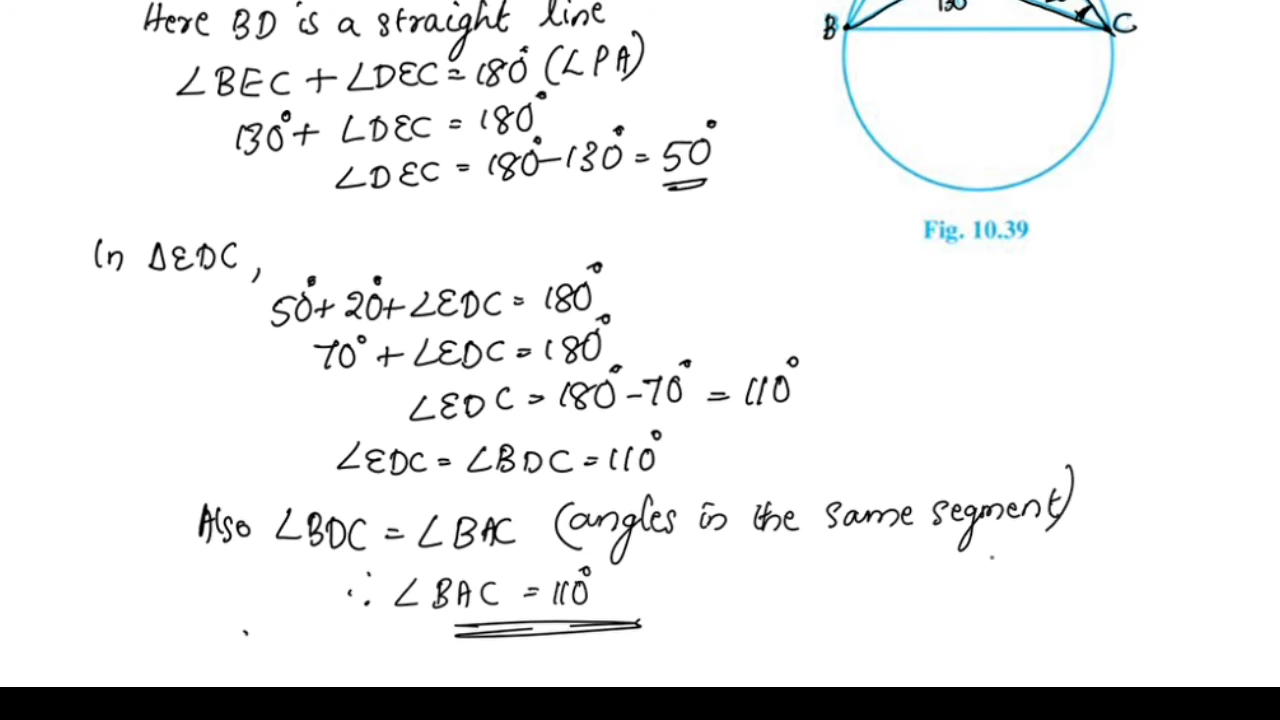 Here BD is a straight line
B
130
C
∠BEC + ∠DEC = 180° (LPA)
130° + ∠DEC = 180°
∠DEC = 180° - 130° = 50°
Fig. 10.39
In ΔEDC,
50° + 20° + ∠EDC = 180°
70° + ∠EDC = 180°
∠EDC = 180° - 70° = 110°
∠EDC = ∠BDC = 110°
Also ∠BDC = ∠BAC (angles in the same segment)
∴ ∠BAC = 110°